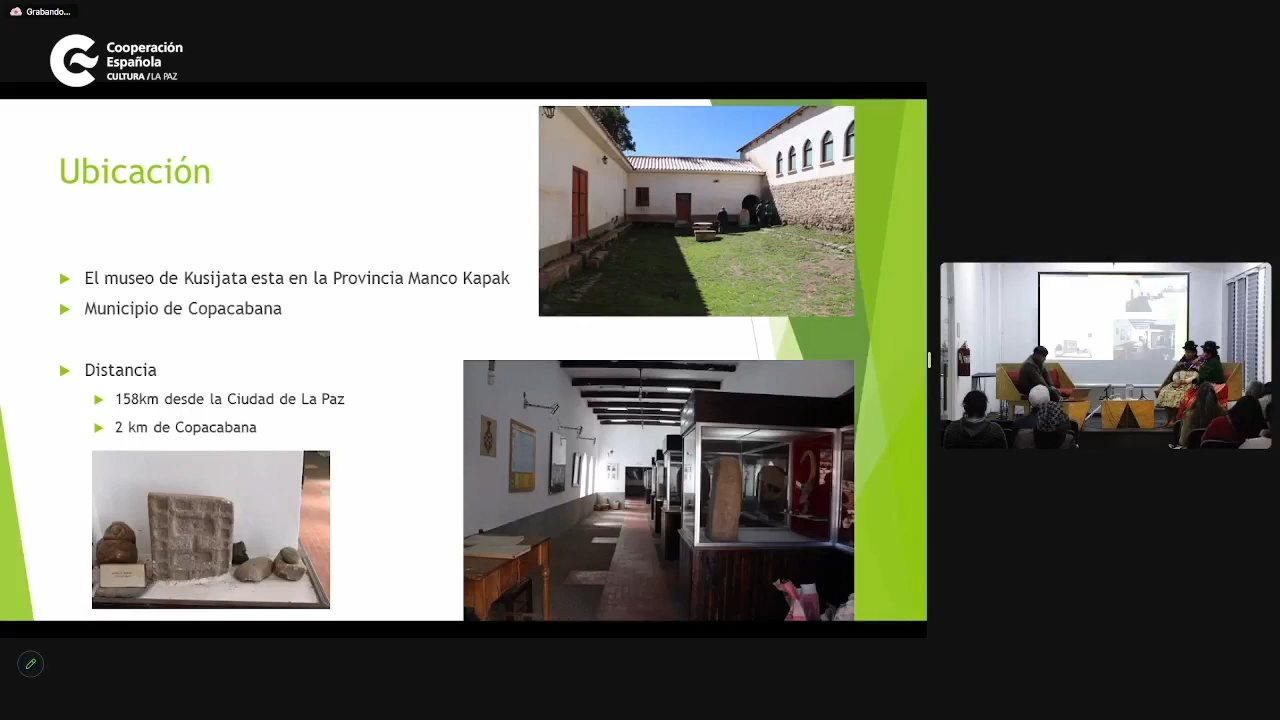 Grabando...
Cooperación
Española
CULTURA / LA PAZ
Ubicación
El museo de Kusijata esta en la Provincia Manco Kapak
Municipio de Copacabana
Distancia
158km desde la Ciudad de La Paz
2 km de Copacabana